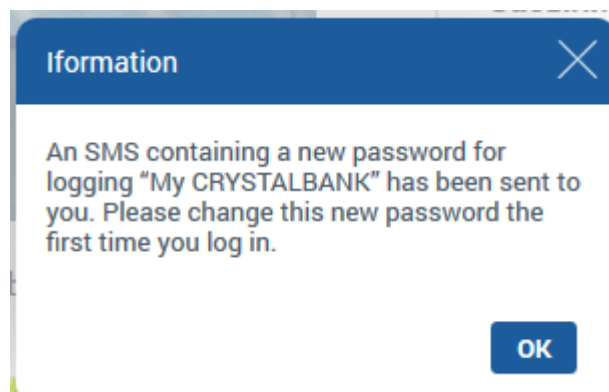 Iformation
An SMS containing a new password for
logging “My CRYSTALBANK” has been sent to
you. Please change this new password the
first time you log in.
OK